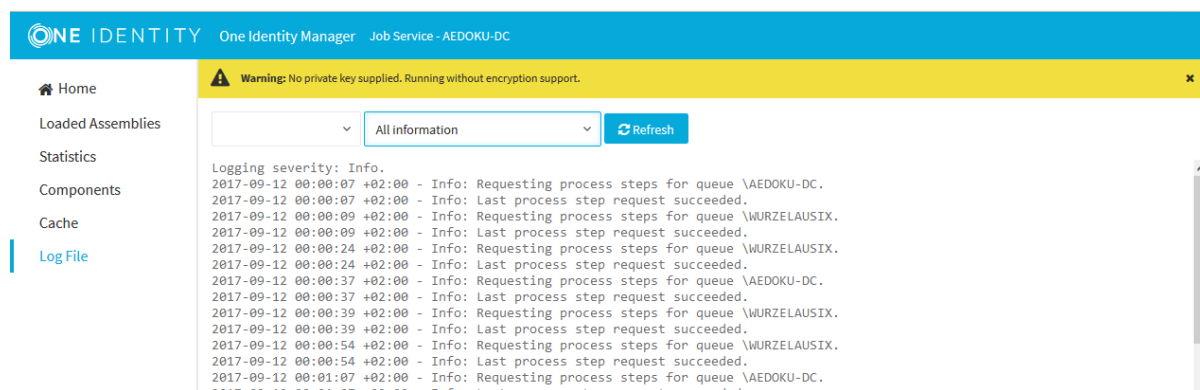 ONE IDENTITY One Identity Manager Job Service - AEDOKU-DC
Warning: No private key supplied. Running without encryption support.
Home
Loaded Assemblies
Statistics
Components
Cache
Log File
All information
Refresh
Logging severity: Info.
2017-09-12 00:00:07 +02:00 - Info: Requesting process steps for queue \AEDOKU-DC.
2017-09-12 00:00:07 +02:00 - Info: Last process step request succeeded.
2017-09-12 00:00:09 +02:00 - Info: Requesting process steps for queue \WURZELAUSIX.
2017-09-12 00:00:09 +02:00 - Info: Last process step request succeeded.
2017-09-12 00:00:24 +02:00 - Info: Requesting process steps for queue \WURZELAUSIX.
2017-09-12 00:00:24 +02:00 - Info: Last process step request succeeded.
2017-09-12 00:00:37 +02:00 - Info: Requesting process steps for queue \AEDOKU-DC.
2017-09-12 00:00:37 +02:00 - Info: Last process step request succeeded.
2017-09-12 00:00:39 +02:00 - Info: Requesting process steps for queue \WURZELAUSIX.
2017-09-12 00:00:39 +02:00 - Info: Last process step request succeeded.
2017-09-12 00:00:54 +02:00 - Info: Requesting process steps for queue \WURZELAUSIX.
2017-09-12 00:00:54 +02:00 - Info: Last process step request succeeded.
2017-09-12 00:01:07 +02:00 - Info: Requesting process steps for queue \AEDOKU-DC.